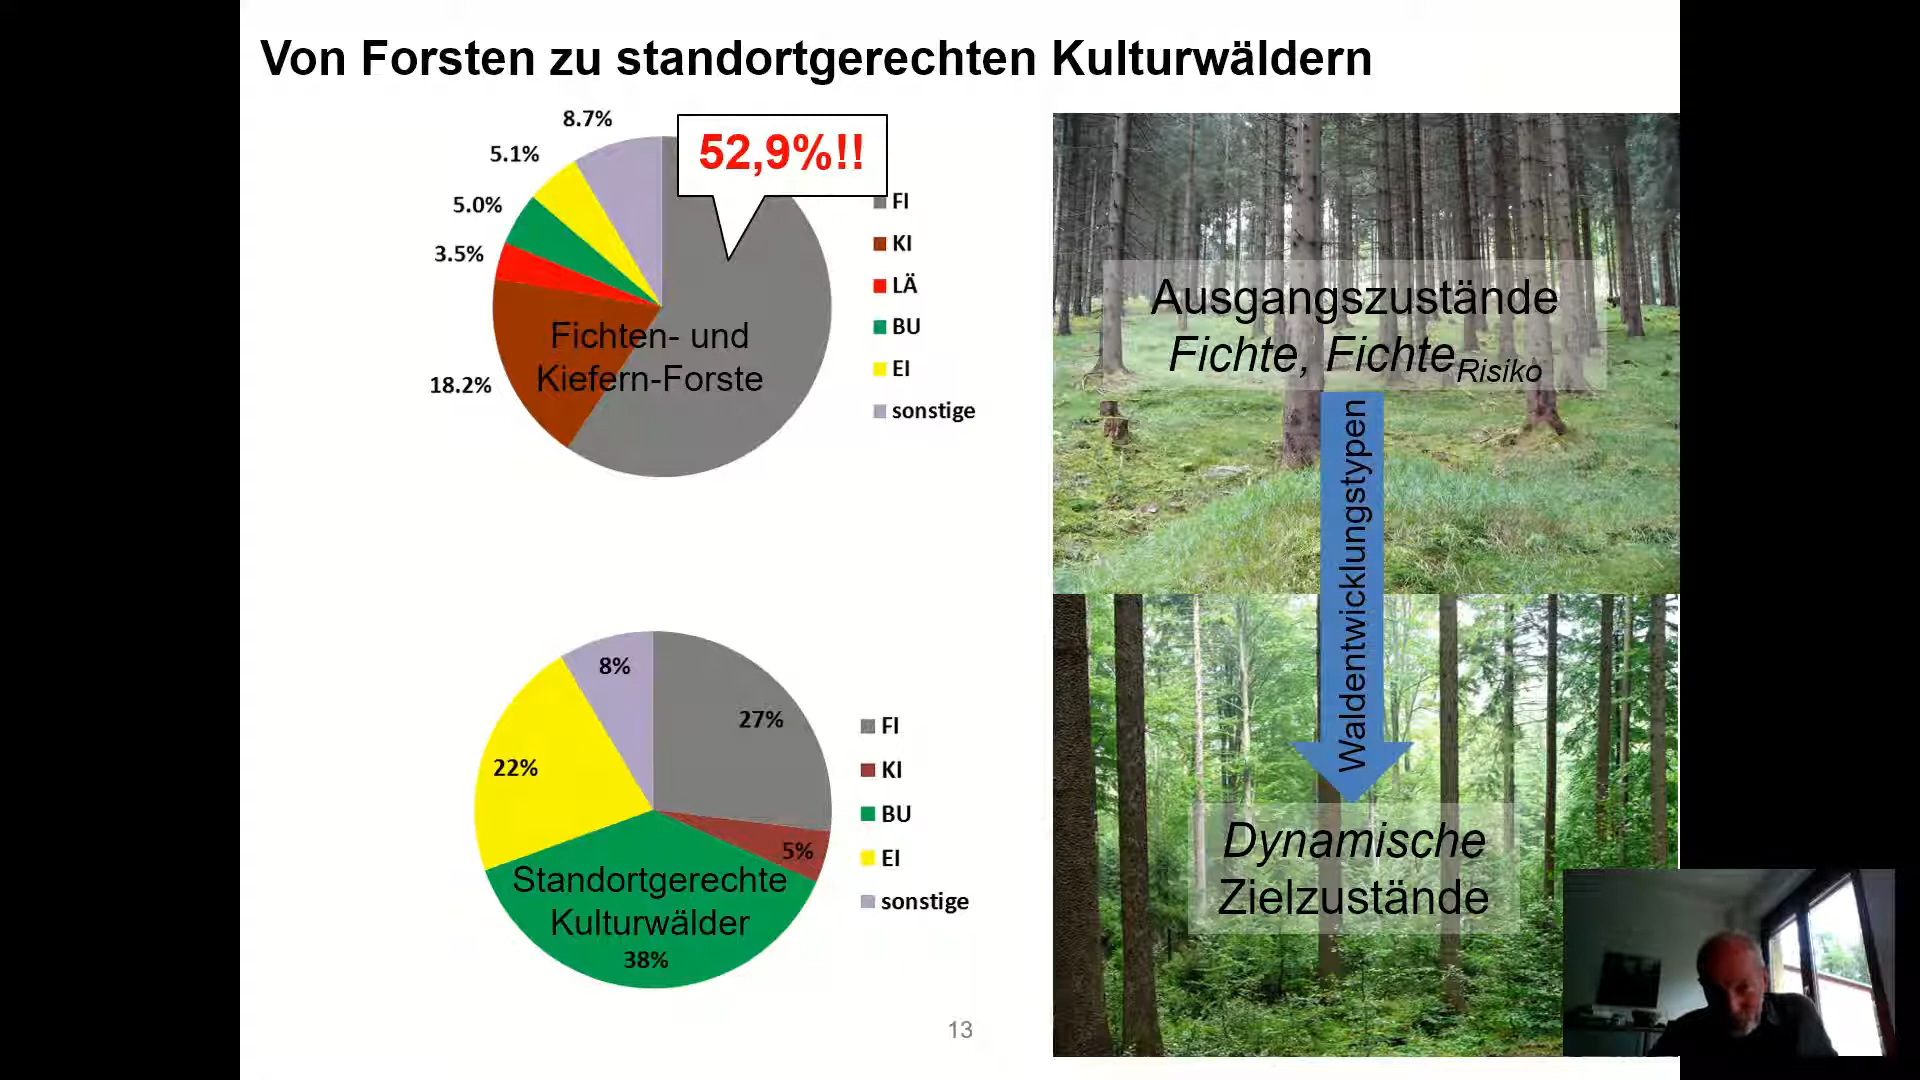 Von Forsten zu standortgerechten Kulturwäldern
8.7%
5.1%
5.0%
3.5%
18.2%
52,9%!!
Fichten- und
Kiefern-Forste
FI
KI
LÄ
BU
EI
sonstige
8%
27%
22%
5%
Standortgerechte
Kulturwälder
38%
FI
KI
BU
EI
sonstige
13
Ausgangszustände
Fichte, Fichte Risiko
Waldentwicklungstypen
Dynamische
Zielzustände